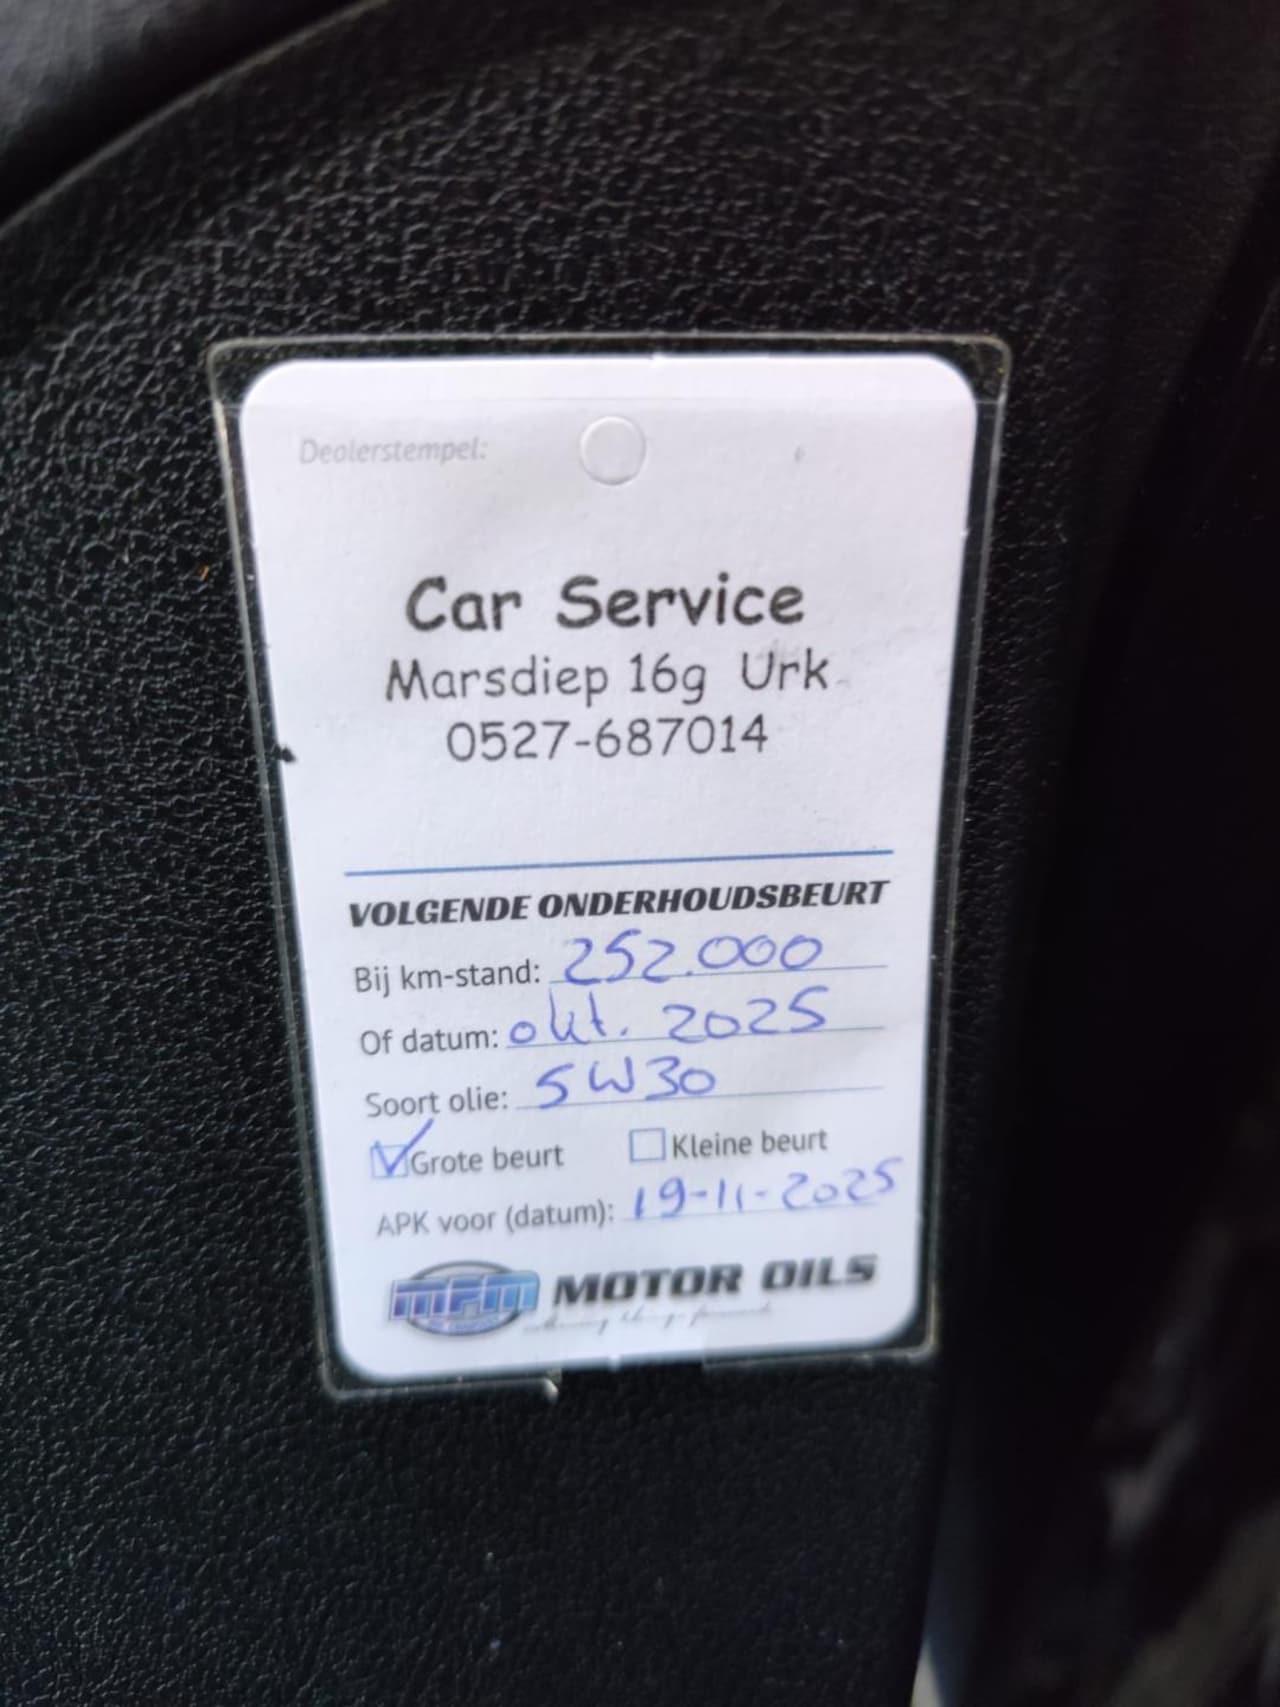 Dealerstempel:
Car Service
Marsdiep 16g Urk
0527-687014
VOLGENDE ONDERHOUDSBEURT
Bij km-stand: 252.000
Of datum: okt. 2025
Soort olie: 5W30
Grote beurt Kleine beurt
APK voor (datum): 19-11-2025
MPM MOTOR OILS